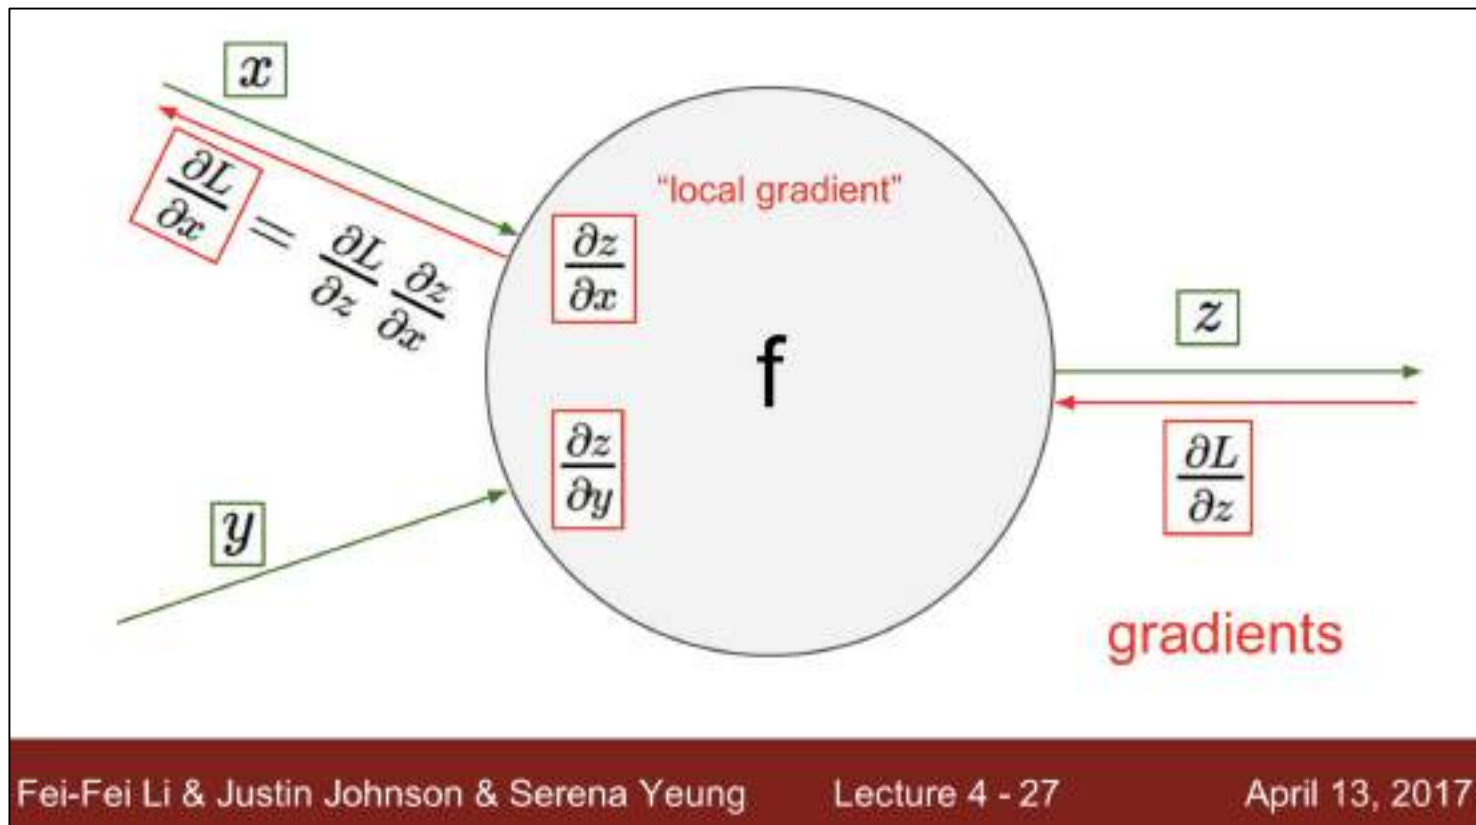 x
"local gradient"
∂L/∂x = ∂L/∂z ∂z/∂x
∂z/∂x
f
z
∂z/∂y
y
∂L/∂z
gradients
Fei-Fei Li & Justin Johnson & Serena Yeung Lecture 4 - 27 April 13, 2017